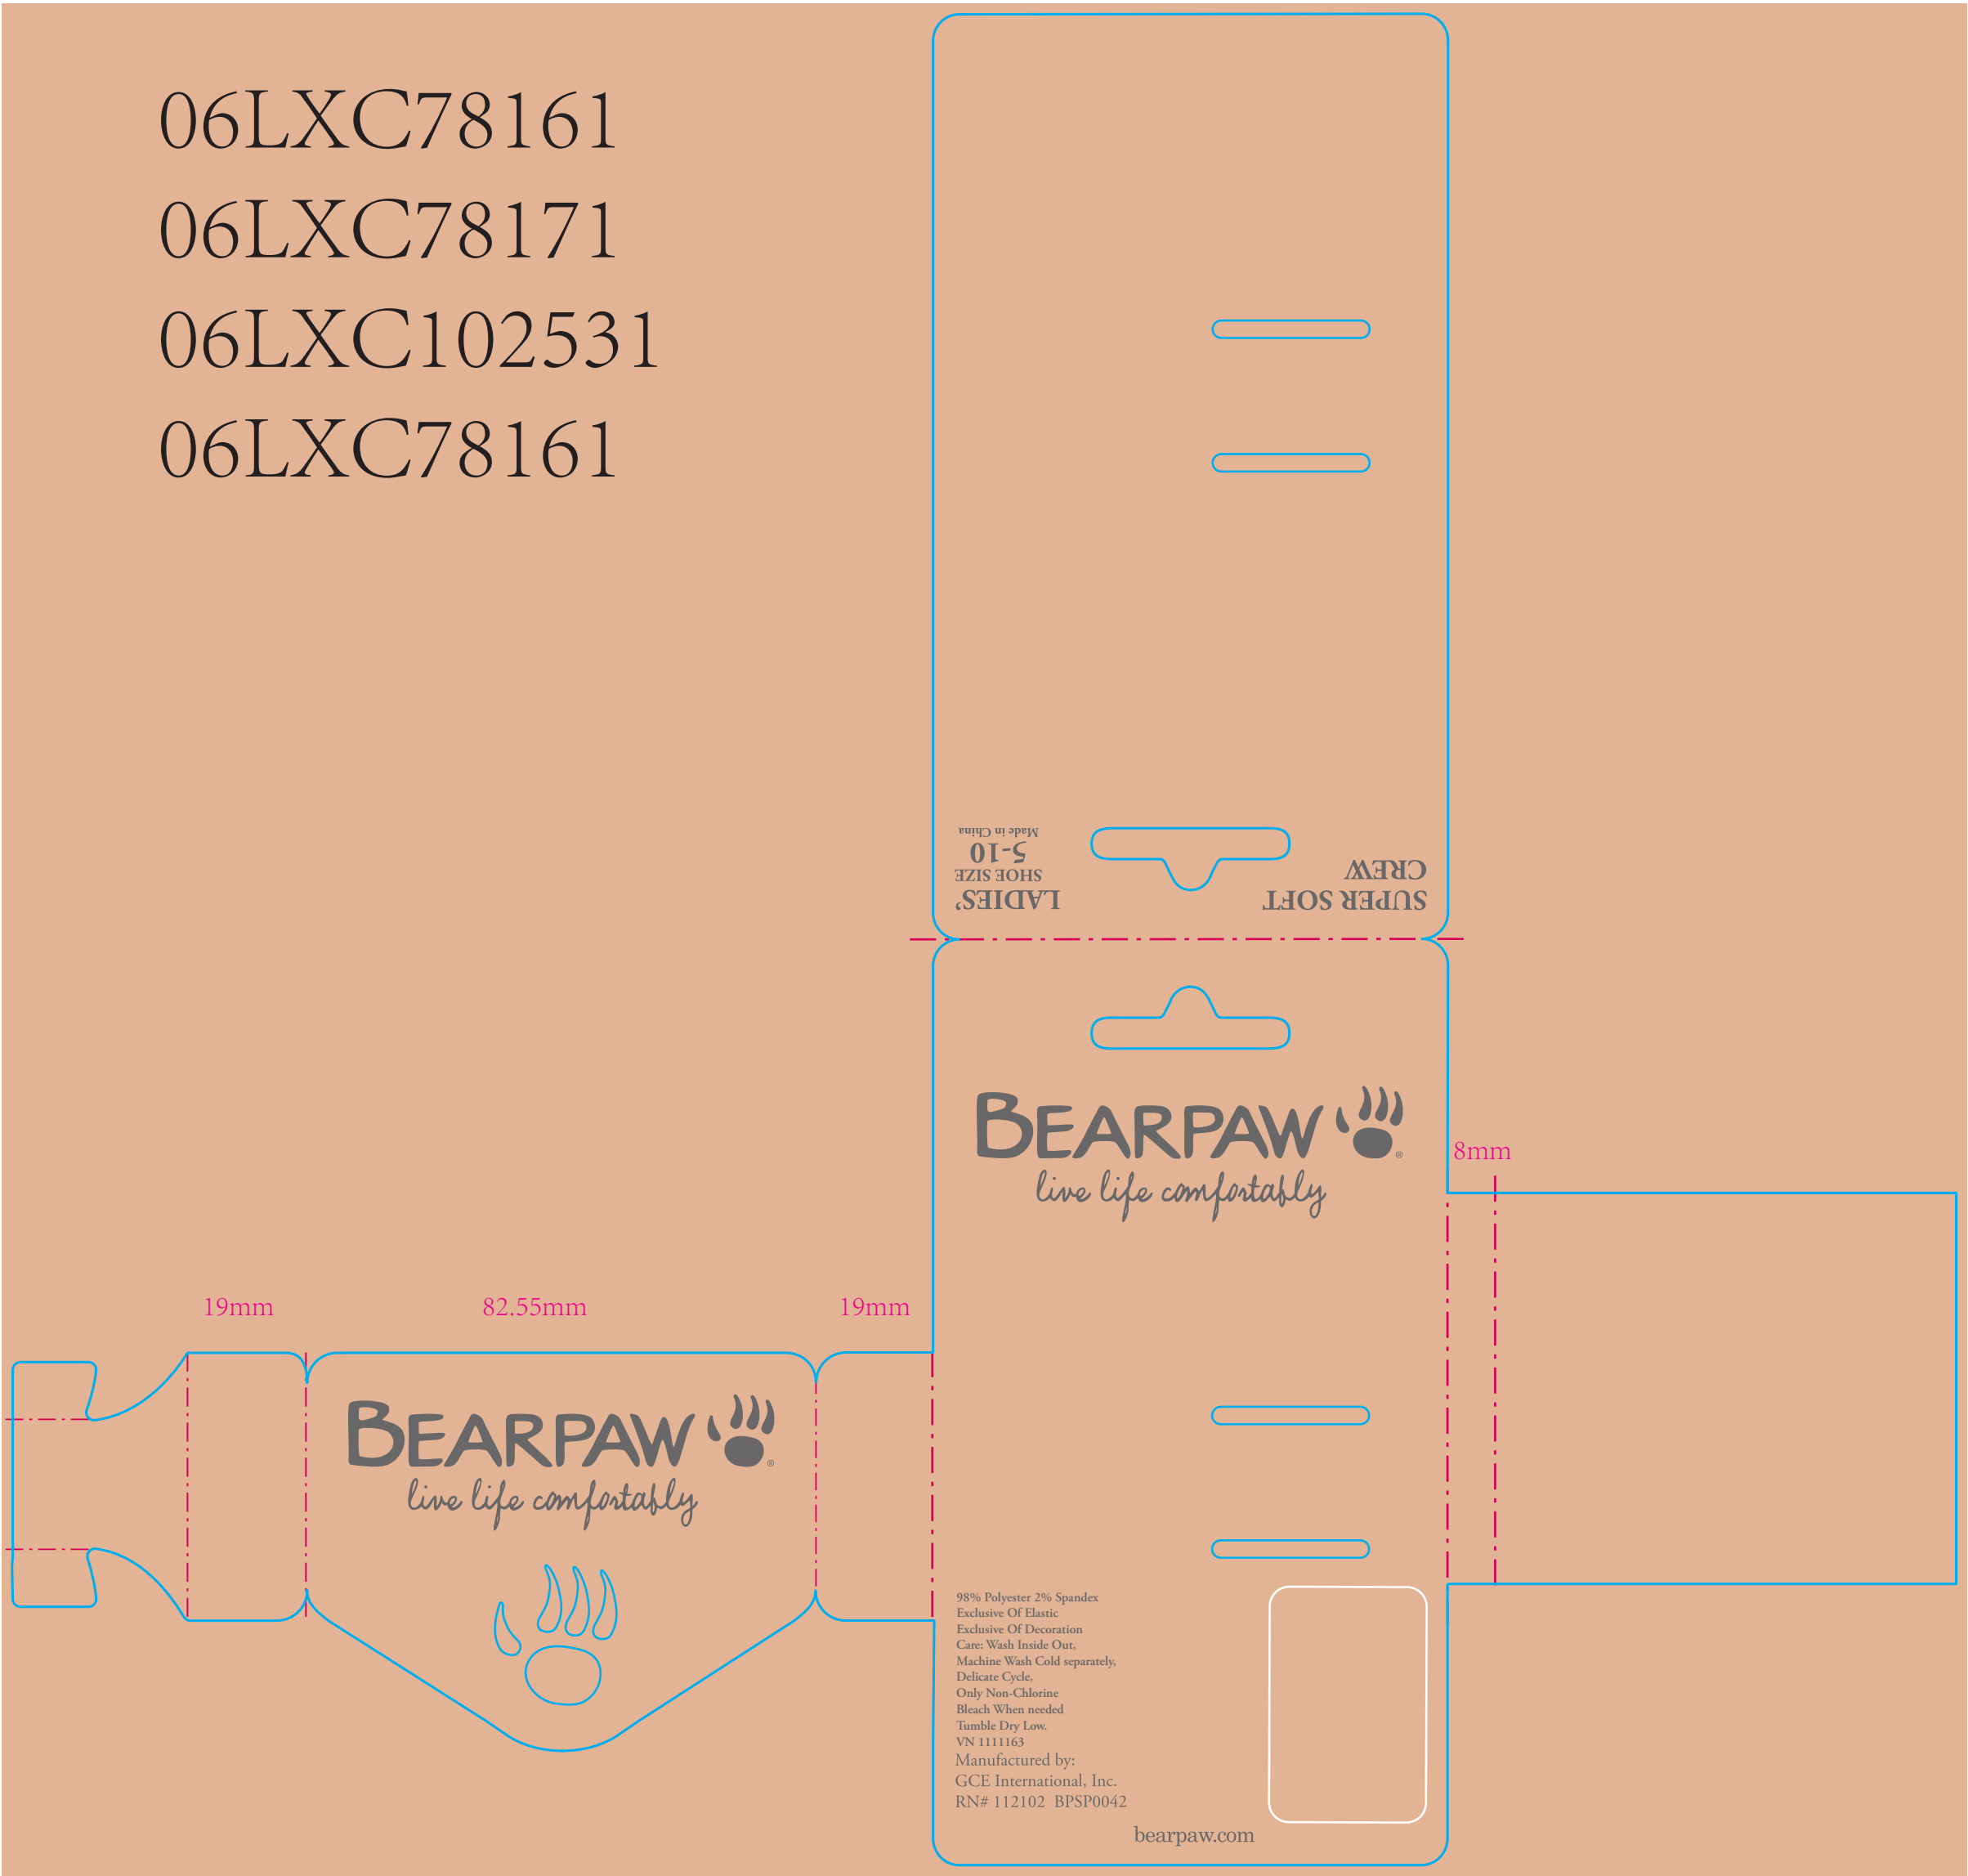 06LXC78161
06LXC78171
06LXC102531
06LXC78161
LADIES'
SHOE SIZE
5-10
Made in China
SUPER SOFT
CREW
BEARPAW
®
live life comfortably
8mm
19mm
82.55mm
19mm
BEARPAW
®
live life comfortably
98% Polyester 2% Spandex
Exclusive Of Elastic
Exclusive Of Decoration
Care: Wash Inside Out,
Machine Wash Cold separately,
Delicate Cycle,
Only Non-Chlorine
Bleach When needed
Tumble Dry Low.
VN 1111163
Manufactured by:
GCE International, Inc.
RN# 112102 BPSP0042
bearpaw.com